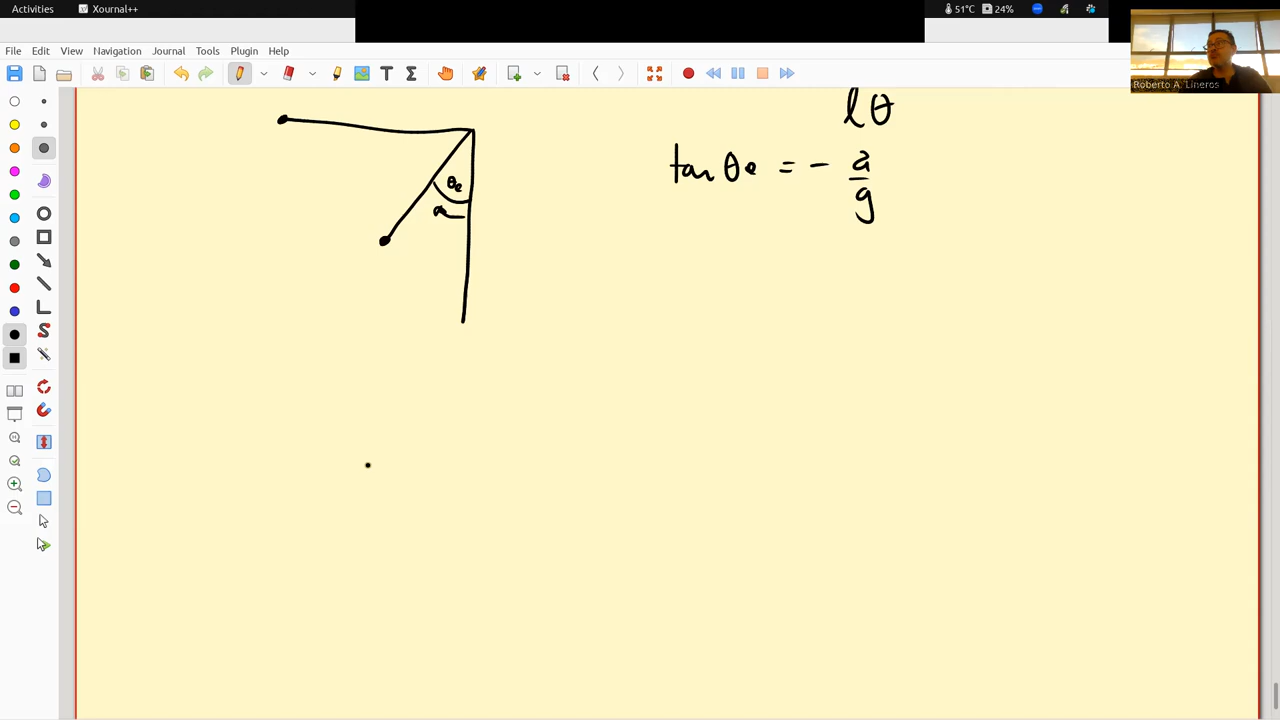 Activities Xournal++ 51°C 24%
Roberto A. Lineros
File Edit View Navigation Journal Tools Plugin Help
lθ
tan θe = - a/g
θe